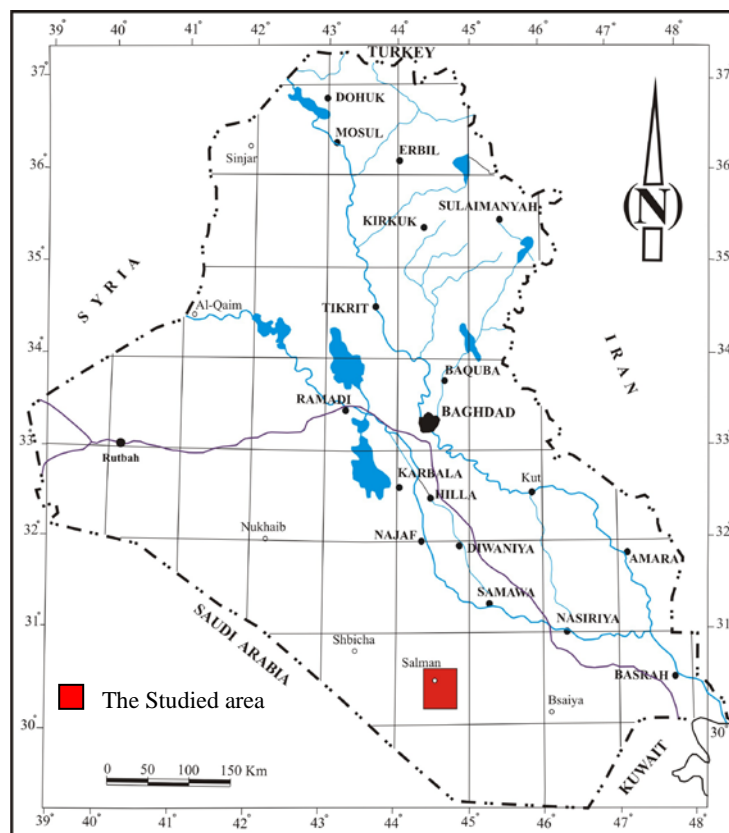 39° 40 41 42 43 44 45 46 47 48°
TURKEY
37°
37°
DOHUK
MOSUL
ERBIL
Sinjar
36°
36°
SULAIMANYAH
KIRKUK
(N)
35°
35°
SYRIA
TIKRIT
Al-Qaim
IRAN
34°
34°
BAQUBA
RAMADI
BAGHDAD
33°
33°
Rutbah
KARBALA
Kut
HILLA
32°
32°
Nukhaib
NAJAF
DIWANIYA
AMARA
SAMAWA
31°
31°
NASIRIYA
SAUDI ARABIA
Shbicha
Salman
BASRAH
The Studied area
Bsaiya
30°
30°
KUWAIT
0 50 100 150 Km
40° 41° 42° 43° 44° 45° 46° 47° 48°